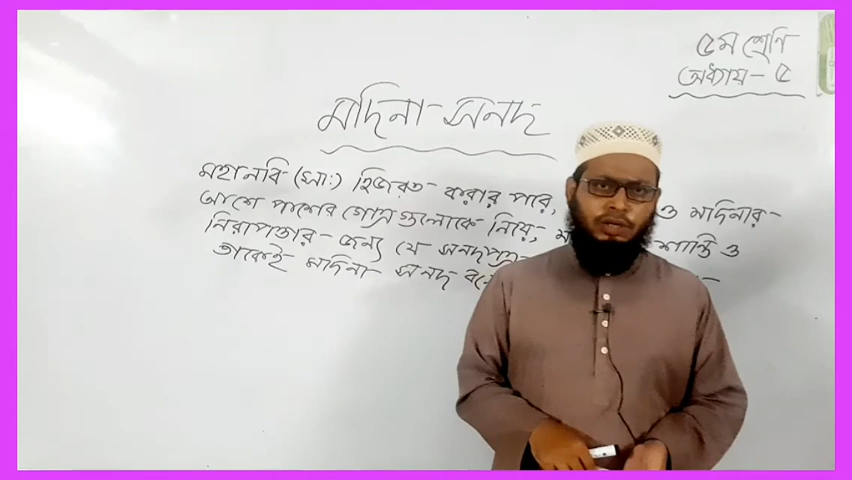 ৫ম শ্রেণি
অধ্যায় - ৫
মদিনা সনদ
মহানবি (সাঃ) হিজরত করার পরে, ও মদিনার
আশে পাশের গোত্রগুলোকে নিয়ে, শান্তি ও
নিরাপত্তার জন্য যে সনদপত্র
তাকেই মদিনা সনদ